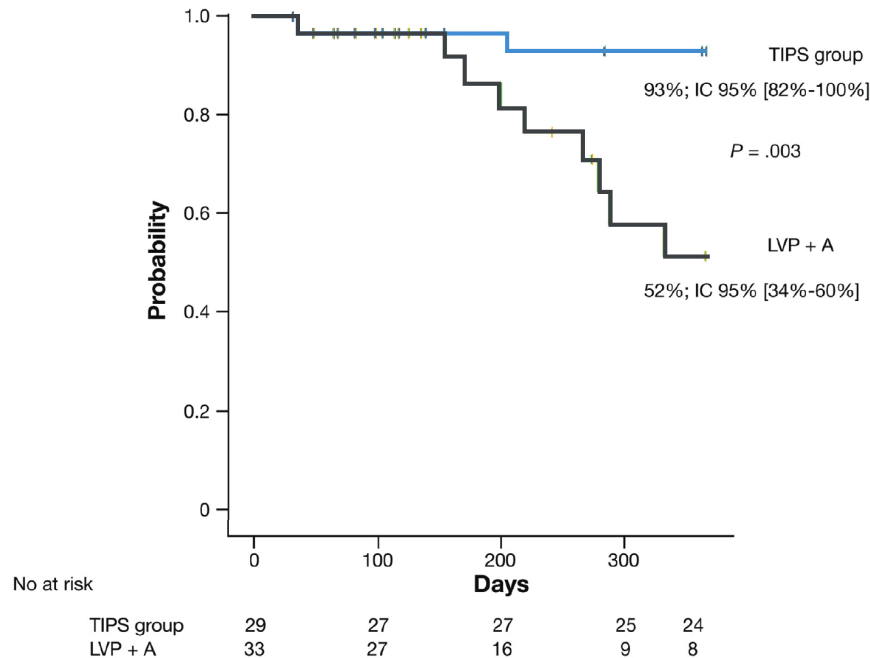 1.0
TIPS group
93%; IC 95% [82%-100%]
0.8
P = .003
0.6
LVP + A
52%; IC 95% [34%-60%]
0.4
0.2
0
Probability
0 100 200 300
Days
No at risk
TIPS group 29 27 27 25 24
LVP + A 33 27 16 9 8